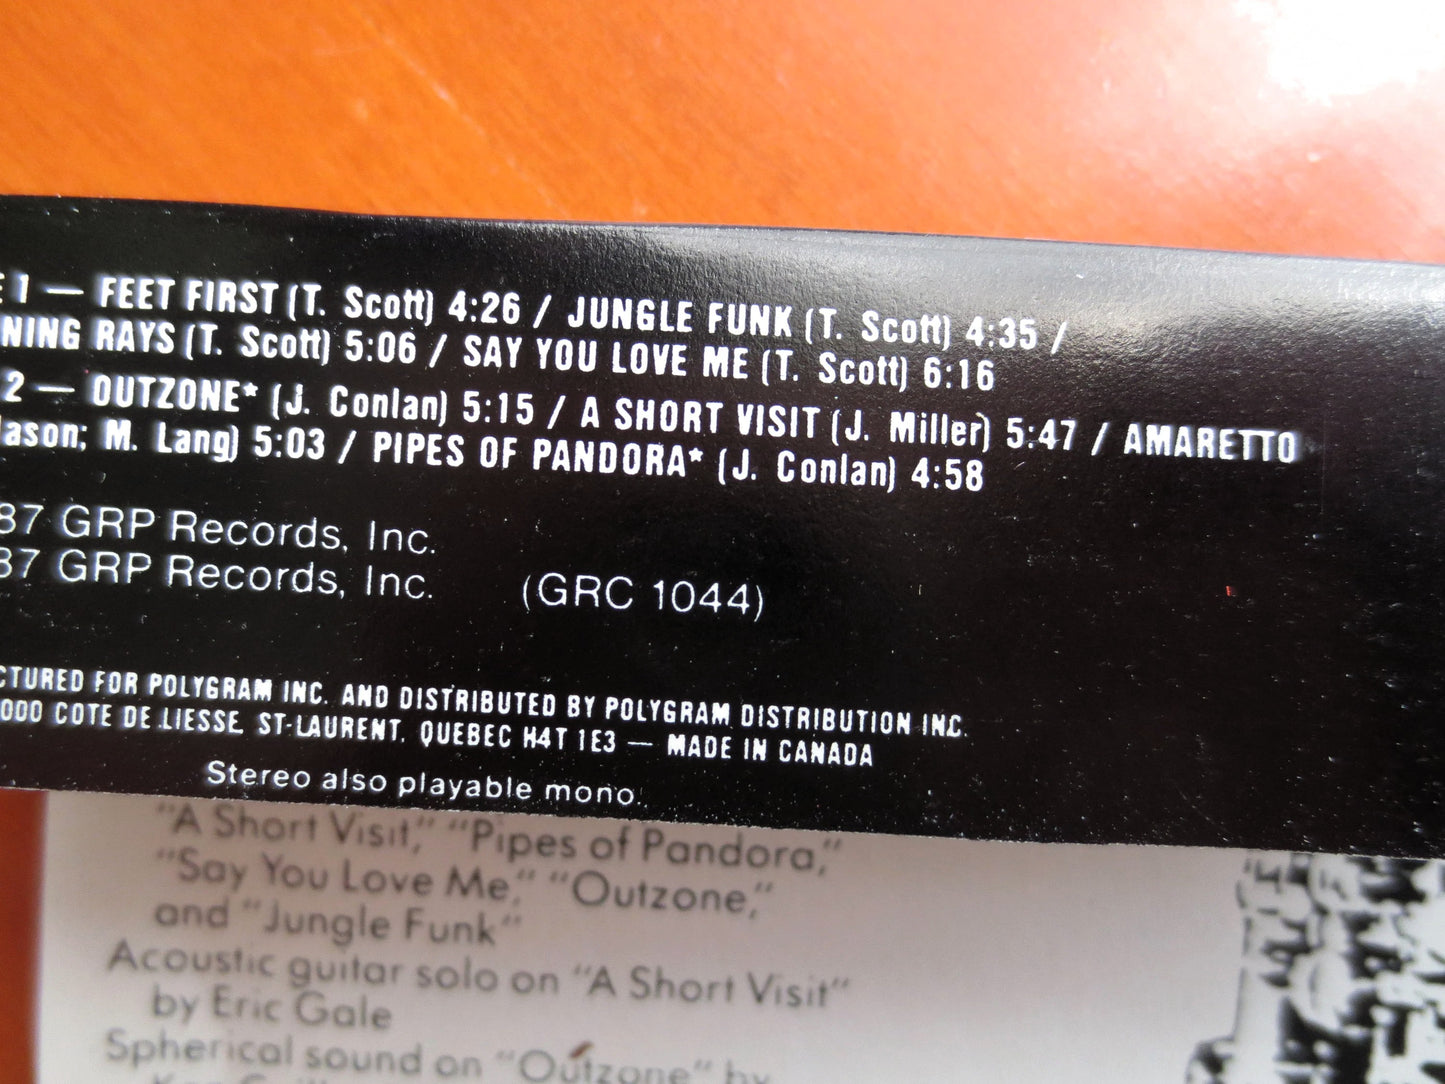 E 1 — FEET FIRST (T. Scott) 4:26 / JUNGLE FUNK (T. Scott) 4:35 /
NING RAYS (T. Scott) 5:06 / SAY YOU LOVE ME (T. Scott) 6:16
2 — OUTZONE* (J. Conlan) 5:15 / A SHORT VISIT (J. Miller) 5:47 / AMARETTO
ason; M. Lang) 5:03 / PIPES OF PANDORA* (J. Conlan) 4:58
87 GRP Records, Inc.
87 GRP Records, Inc. (GRC 1044)
CTURED FOR POLYGRAM INC. AND DISTRIBUTED BY POLYGRAM DISTRIBUTION INC.
000 COTE DE LIESSE, ST-LAURENT, QUEBEC H4T 1E3 — MADE IN CANADA
Stereo also playable mono.
"A Short Visit," "Pipes of Pandora,"
"Say You Love Me," "Outzone,"
and "Jungle Funk"
Acoustic guitar solo on "A Short Visit"
by Eric Gale
Spherical sound on "Outzone" by